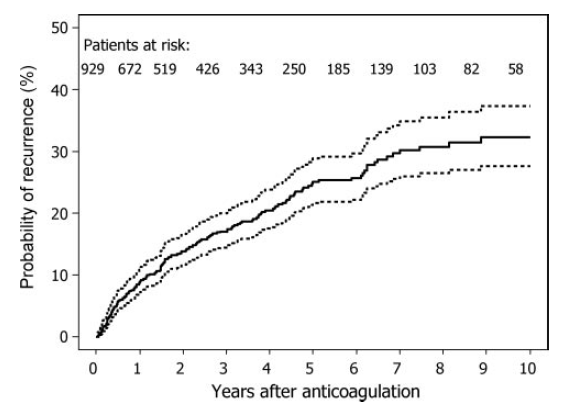 50
Patients at risk:
929 672 519 426 343 250 185 139 103 82 58
40
30
20
10
0
Probability of recurrence (%)
0 1 2 3 4 5 6 7 8 9 10
Years after anticoagulation